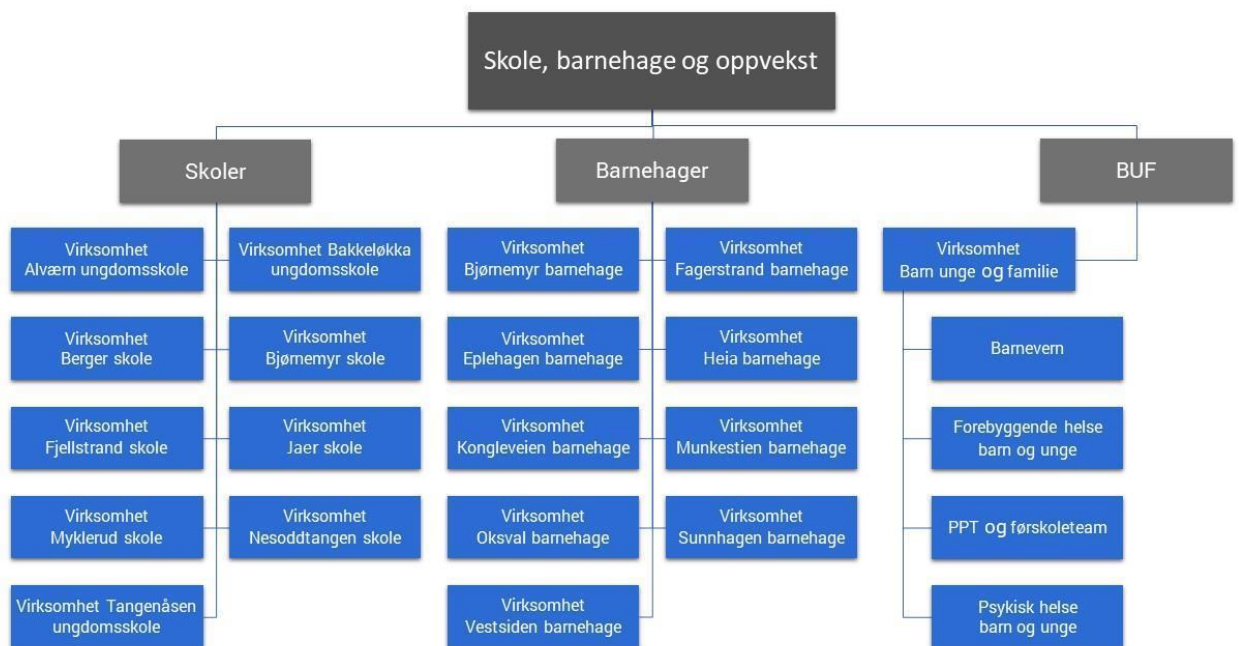 Skole, barnehage og oppvekst
Skoler
Barnehager
BUF
Virksomhet
Alværn ungdomsskole
Virksomhet Bakkeløkka
ungdomsskole
Virksomhet
Bjørnemyr barnehage
Virksomhet
Fagerstrand barnehage
Virksomhet
Barn unge og familie
Virksomhet
Berger skole
Virksomhet
Bjørnemyr skole
Virksomhet
Eplehagen barnehage
Virksomhet
Heia barnehage
Barnevern
Virksomhet
Fjellstrand skole
Virksomhet
Jaer skole
Virksomhet
Kongleveien barnehage
Virksomhet
Munkestien barnehage
Forebyggende helse
barn og unge
Virksomhet
Myklerud skole
Virksomhet
Nesoddtangen skole
Virksomhet
Oksval barnehage
Virksomhet
Sunnhagen barnehage
PPT og førskoleteam
Virksomhet Tangenåsen
ungdomsskole
Virksomhet
Vestsiden barnehage
Psykisk helse
barn og unge